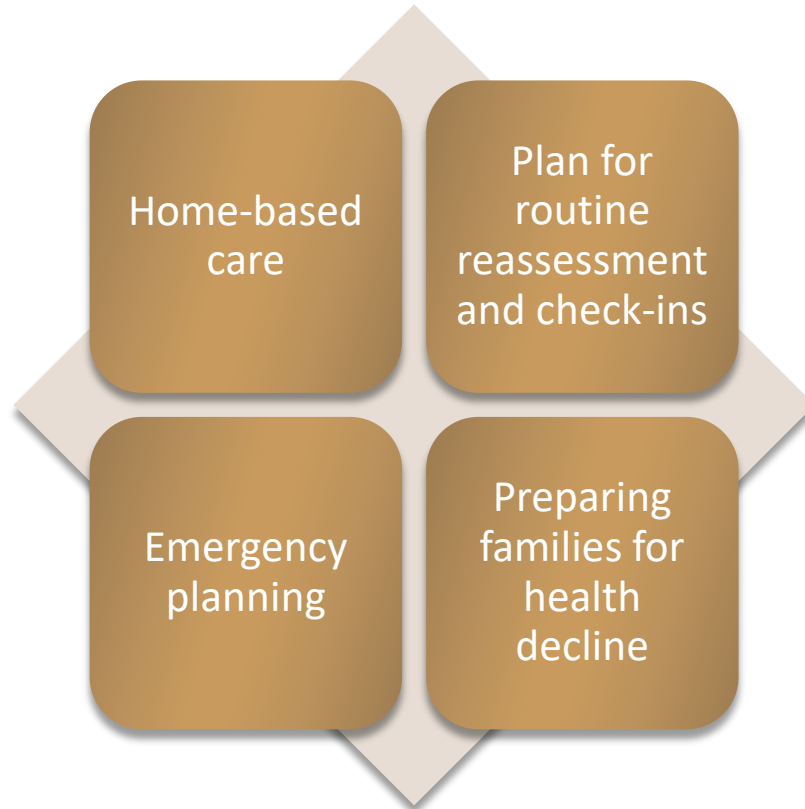 Home-based
care
Plan for
routine
reassessment
and check-ins
Emergency
planning
Preparing
families for
health
decline